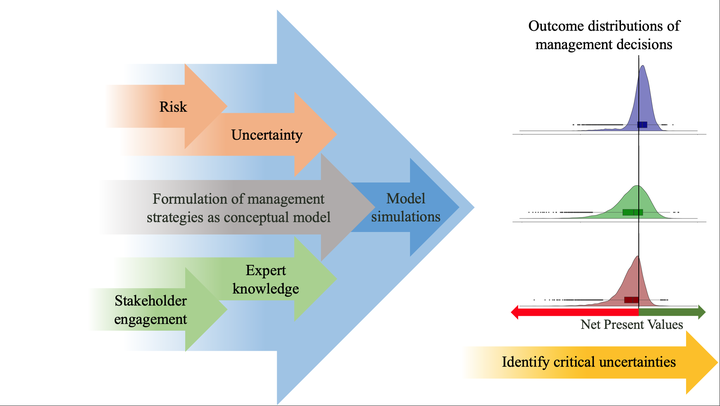 Outcome distributions of
management decisions
Risk
Uncertainty
Formulation of management
strategies as conceptual model
Model
simulations
Expert
knowledge
Stakeholder
engagement
Net Present Values
Identify critical uncertainties